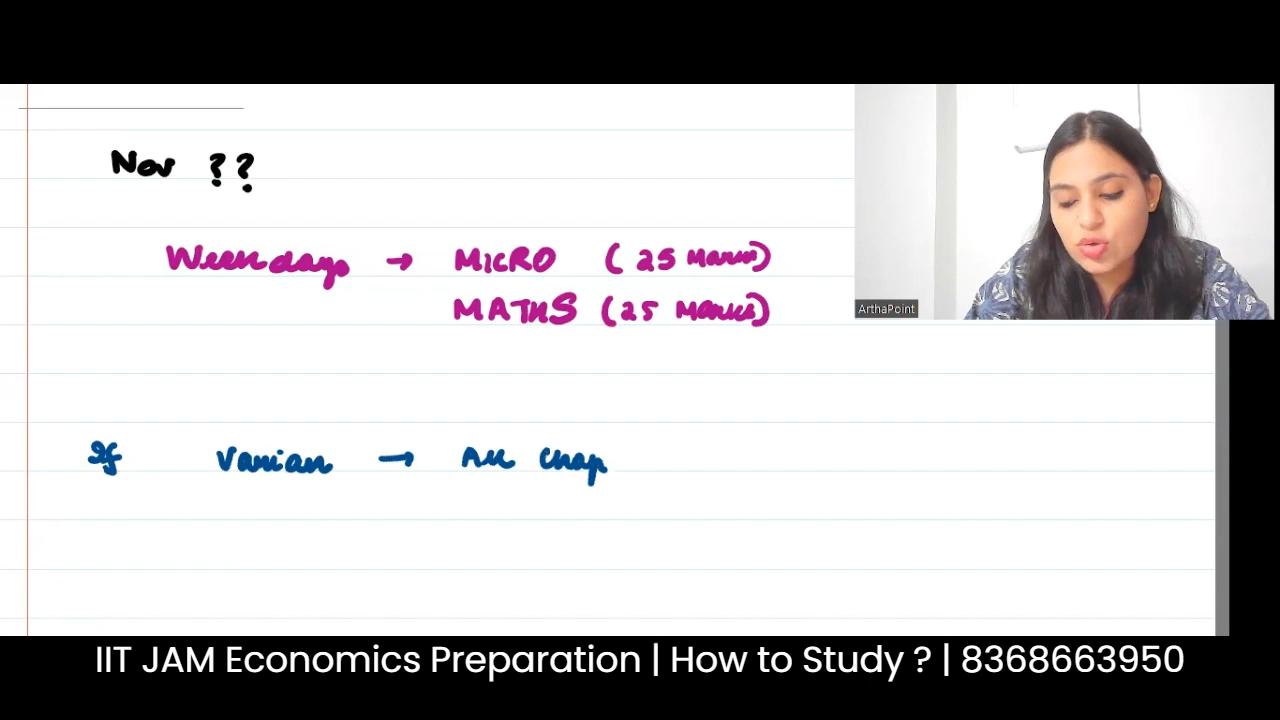 Nov ??
Weekdays → MICRO (25 Marks)
MATHS (25 Marks)
ArthaPoint
If Varian → All Chap
IIT JAM Economics Preparation | How to Study ? | 8368663950